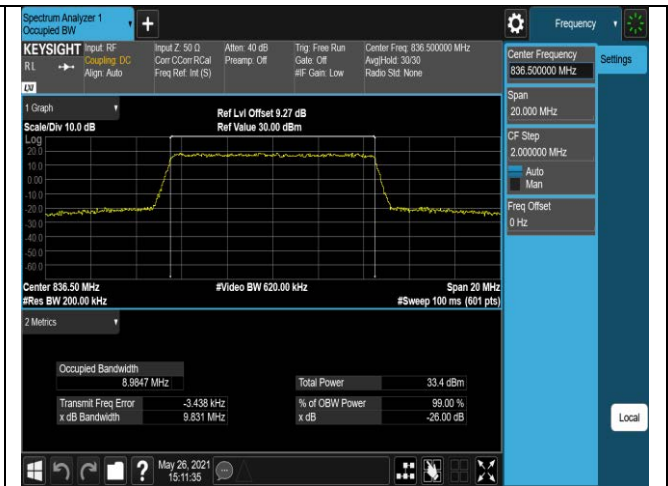 Spectrum Analyzer 1
Occupied BW
+
Frequency
KEYSIGHT
RL
Input: RF
Coupling: DC
Align: Auto
Input Z: 50 Ω
Corr CCorr RCal
Freq Ref: Int (S)
Atten: 40 dB
Preamp: Off
Trig: Free Run
Gate: Off
#IF Gain: Low
Center Freq: 836.500000 MHz
Avg|Hold: 30/30
Radio Std: None
LXI
1 Graph
Scale/Div 10.0 dB
Ref Lvl Offset 9.27 dB
Ref Value 30.00 dBm
Log
20.0
10.0
0.00
-10.0
-20.0
-30.0
-40.0
-50.0
-60.0
Center 836.50 MHz
#Res BW 200.00 kHz
#Video BW 620.00 kHz
Span 20 MHz
#Sweep 100 ms (601 pts)
2 Metrics
Occupied Bandwidth
8.9847 MHz
Total Power 33.4 dBm
Transmit Freq Error -3.438 kHz
% of OBW Power 99.00 %
x dB Bandwidth 9.831 MHz
x dB -26.00 dB
Center Frequency
836.500000 MHz
Settings
Span
20.000 MHz
CF Step
2.000000 MHz
Auto
Man
Freq Offset
0 Hz
Local
?
May 26, 2021
15:11:35